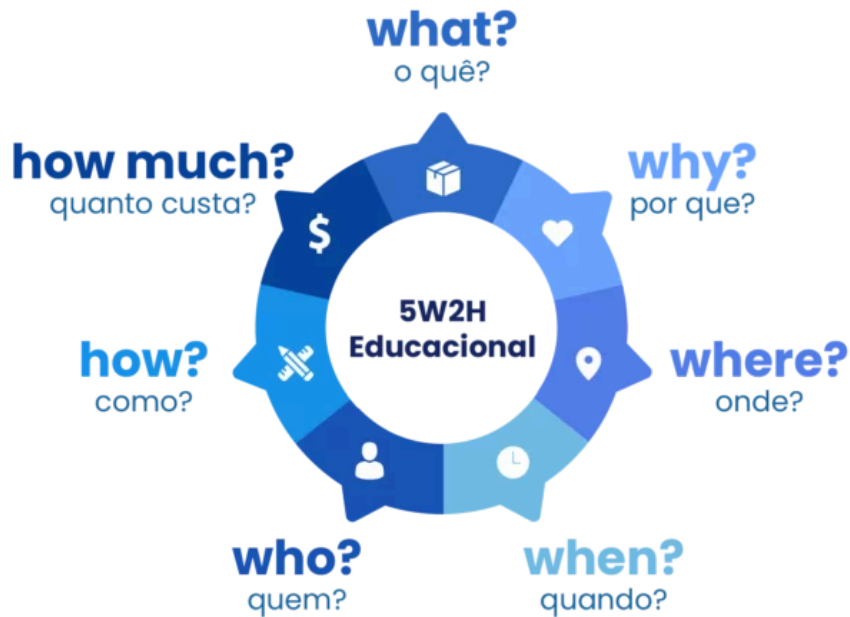 what?
o quê?
how much?
quanto custa?
why?
por que?
$
5W2H
Educacional
how?
como?
where?
onde?
who?
quem?
when?
quando?